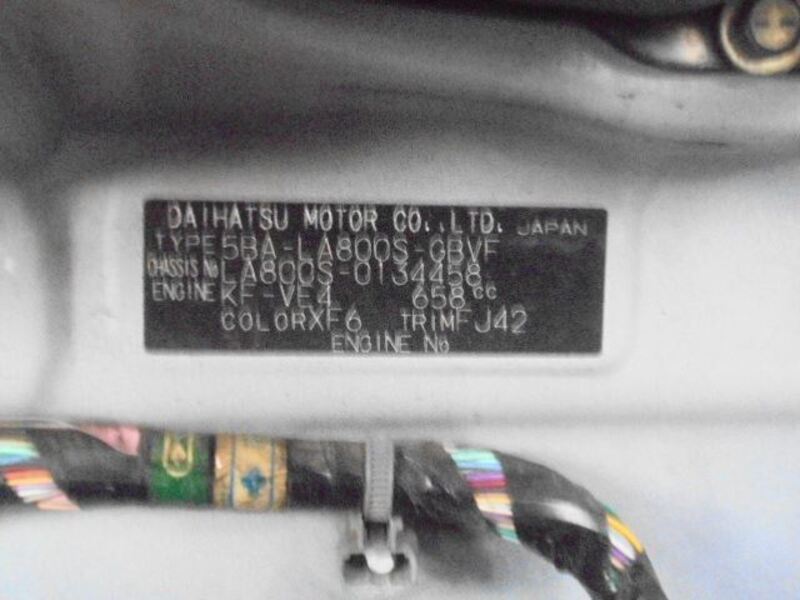 DAIHATSU MOTOR CO., LTD. JAPAN
TYPE 5BA-LA800S-GBVF
CHASSIS No LA800S-0134458
ENGINE KF-VE4 658cc
COLOR XF6 TRIM FJ42
ENGINE No